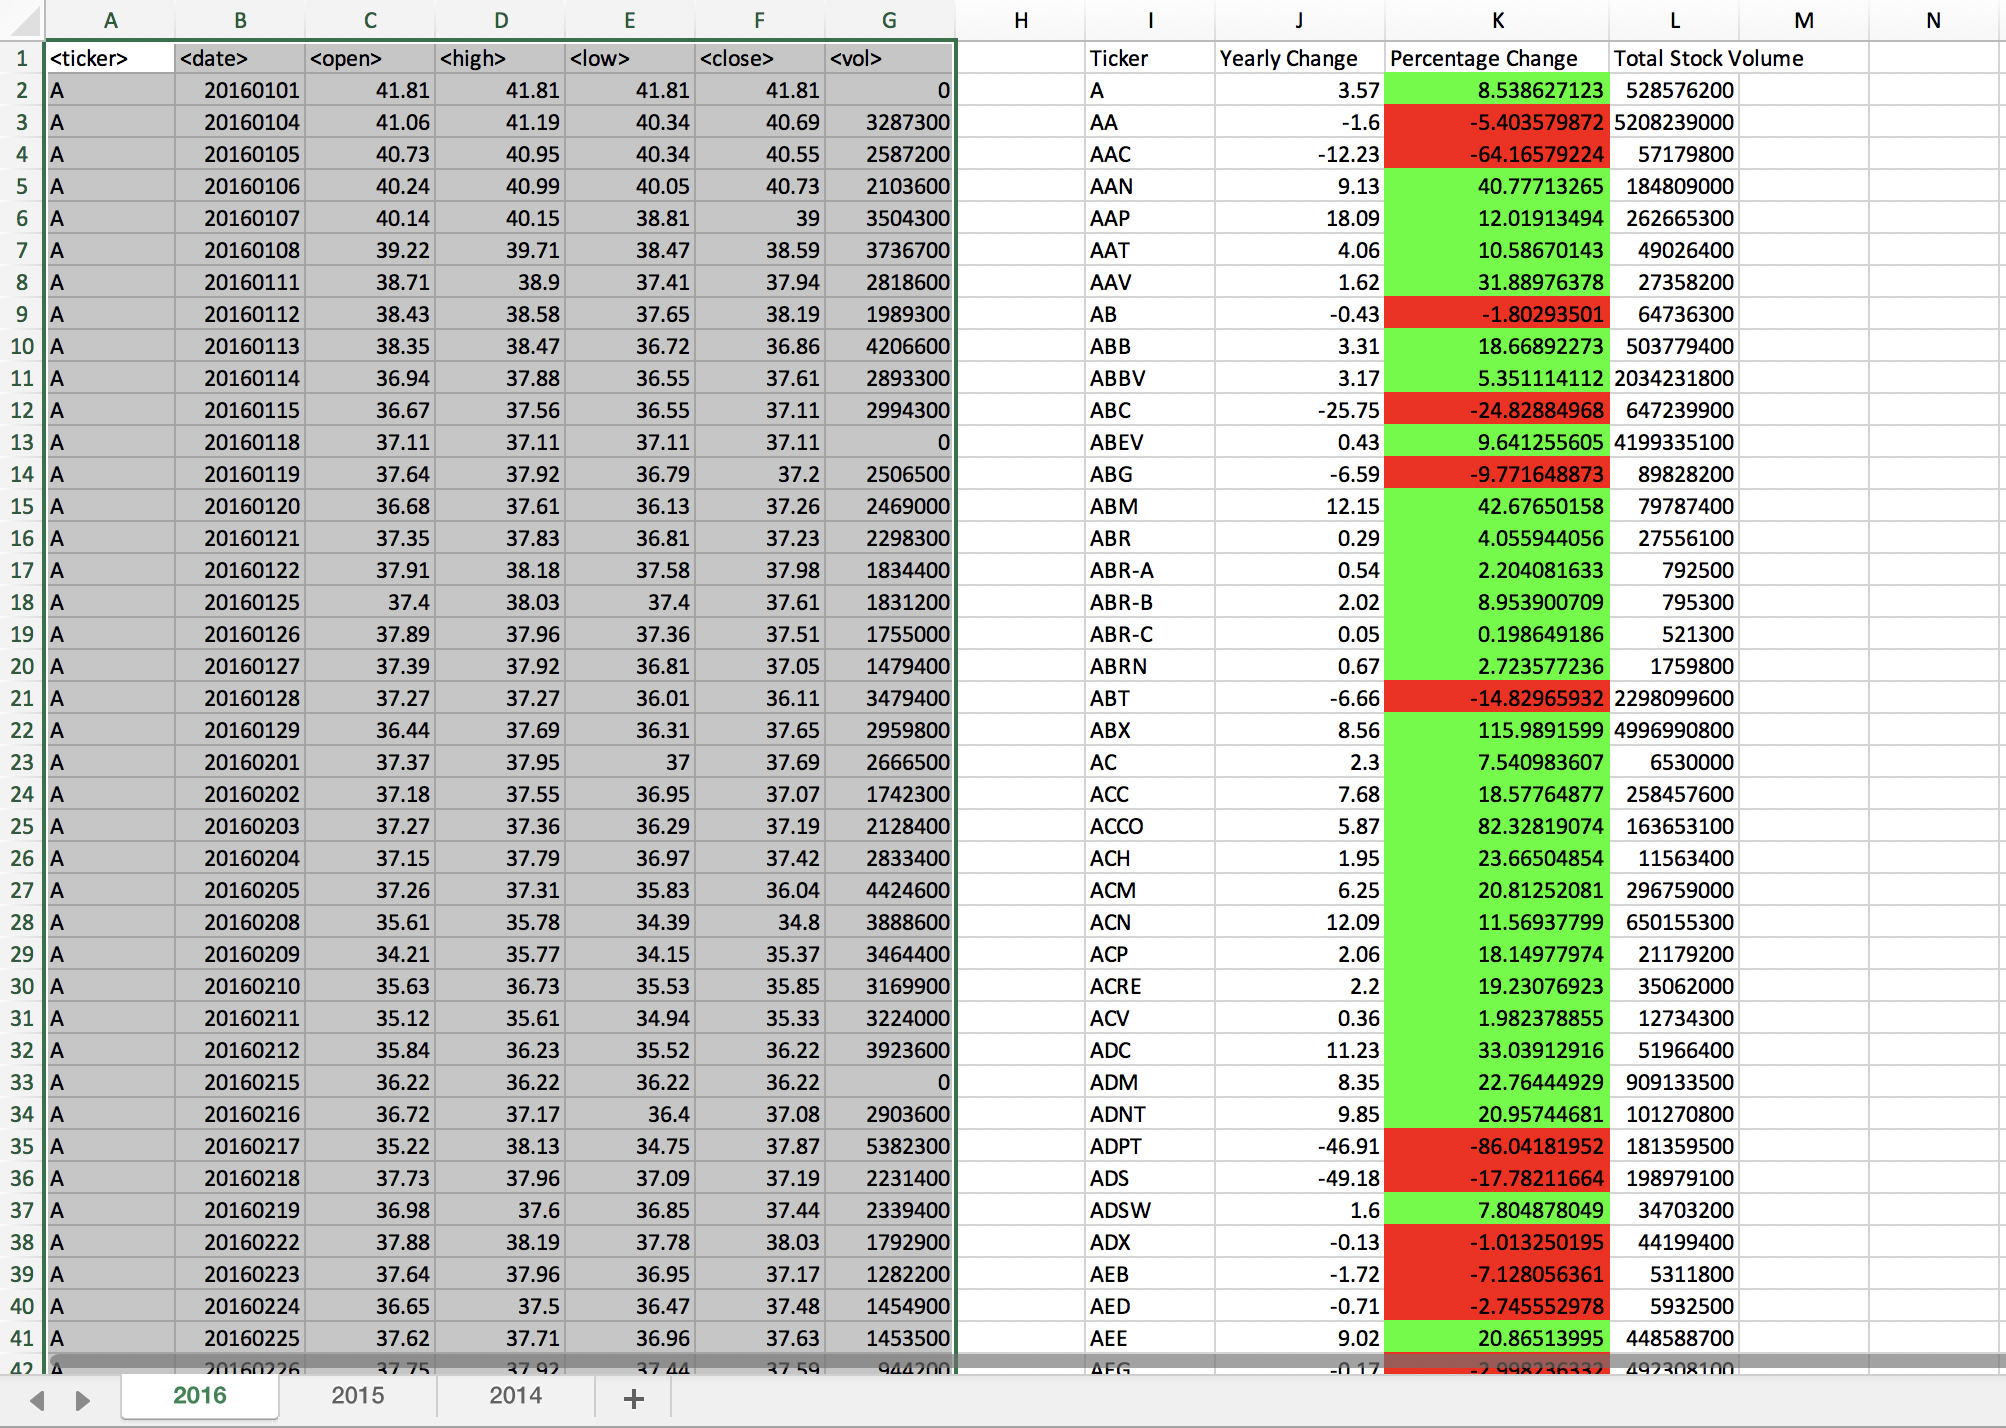 A B C D E F G H I J K L M N
1 <ticker> <date> <open> <high> <low> <close> <vol> Ticker Yearly Change Percentage Change Total Stock Volume
2 A 20160101 41.81 41.81 41.81 41.81 0 A 3.57 8.538627123 528576200
3 A 20160104 41.06 41.19 40.34 40.69 3287300 AA -1.6 -5.403579872 5208239000
4 A 20160105 40.73 40.95 40.34 40.55 2587200 AAC -12.23 -64.16579224 57179800
5 A 20160106 40.24 40.99 40.05 40.73 2103600 AAN 9.13 40.77713265 184809000
6 A 20160107 40.14 40.15 38.81 39 3504300 AAP 18.09 12.01913494 262665300
7 A 20160108 39.22 39.71 38.47 38.59 3736700 AAT 4.06 10.58670143 49026400
8 A 20160111 38.71 38.9 37.41 37.94 2818600 AAV 1.62 31.88976378 27358200
9 A 20160112 38.43 38.58 37.65 38.19 1989300 AB -0.43 -1.80293501 64736300
10 A 20160113 38.35 38.47 36.72 36.86 4206600 ABB 3.31 18.66892273 503779400
11 A 20160114 36.94 37.88 36.55 37.61 2893300 ABBV 3.17 5.351114112 2034231800
12 A 20160115 36.67 37.56 36.55 37.11 2994300 ABC -25.75 -24.82884968 647239900
13 A 20160118 37.11 37.11 37.11 37.11 0 ABEV 0.43 9.641255605 4199335100
14 A 20160119 37.64 37.92 36.79 37.2 2506500 ABG -6.59 -9.771648873 89828200
15 A 20160120 36.68 37.61 36.13 37.26 2469000 ABM 12.15 42.67650158 79787400
16 A 20160121 37.35 37.83 36.81 37.23 2298300 ABR 0.29 4.055944056 27556100
17 A 20160122 37.91 38.18 37.58 37.98 1834400 ABR-A 0.54 2.204081633 792500
18 A 20160125 37.4 38.03 37.4 37.61 1831200 ABR-B 2.02 8.953900709 795300
19 A 20160126 37.89 37.96 37.36 37.51 1755000 ABR-C 0.05 0.198649186 521300
20 A 20160127 37.39 37.92 36.81 37.05 1479400 ABRN 0.67 2.723577236 1759800
21 A 20160128 37.27 37.27 36.01 36.11 3479400 ABT -6.66 -14.82965932 2298099600
22 A 20160129 36.44 37.69 36.31 37.65 2959800 ABX 8.56 115.9891599 4996990800
23 A 20160201 37.37 37.95 37 37.69 2666500 AC 2.3 7.540983607 6530000
24 A 20160202 37.18 37.55 36.95 37.07 1742300 ACC 7.68 18.57764877 258457600
25 A 20160203 37.27 37.36 36.29 37.19 2128400 ACCO 5.87 82.32819074 163653100
26 A 20160204 37.15 37.79 36.97 37.42 2833400 ACH 1.95 23.66504854 11563400
27 A 20160205 37.26 37.31 35.83 36.04 4424600 ACM 6.25 20.81252081 296759000
28 A 20160208 35.61 35.78 34.39 34.8 3888600 ACN 12.09 11.56937799 650155300
29 A 20160209 34.21 35.77 34.15 35.37 3464400 ACP 2.06 18.14977974 21179200
30 A 20160210 35.63 36.73 35.53 35.85 3169900 ACRE 2.2 19.23076923 35062000
31 A 20160211 35.12 35.61 34.94 35.33 3224000 ACV 0.36 1.982378855 12734300
32 A 20160212 35.84 36.23 35.52 36.22 3923600 ADC 11.23 33.03912916 51966400
33 A 20160215 36.22 36.22 36.22 36.22 0 ADM 8.35 22.76444929 909133500
34 A 20160216 36.72 37.17 36.4 37.08 2903600 ADNT 9.85 20.95744681 101270800
35 A 20160217 35.22 38.13 34.75 37.87 5382300 ADPT -46.91 -86.04181952 181359500
36 A 20160218 37.73 37.96 37.09 37.19 2231400 ADS -49.18 -17.78211664 198979100
37 A 20160219 36.98 37.6 36.85 37.44 2339400 ADSW 1.6 7.804878049 34703200
38 A 20160222 37.88 38.19 37.78 38.03 1792900 ADX -0.13 -1.013250195 44199400
39 A 20160223 37.64 37.96 36.95 37.17 1282200 AEB -1.72 -7.128056361 5311800
40 A 20160224 36.65 37.5 36.47 37.48 1454900 AED -0.71 -2.745552978 5932500
41 A 20160225 37.62 37.71 36.96 37.63 1453500 AEE 9.02 20.86513995 448588700
42 A 20160226 37.75 37.92 37.44 37.59 944200 AEG -0.17 -2.998236332 492308100
2016 2015 2014 +